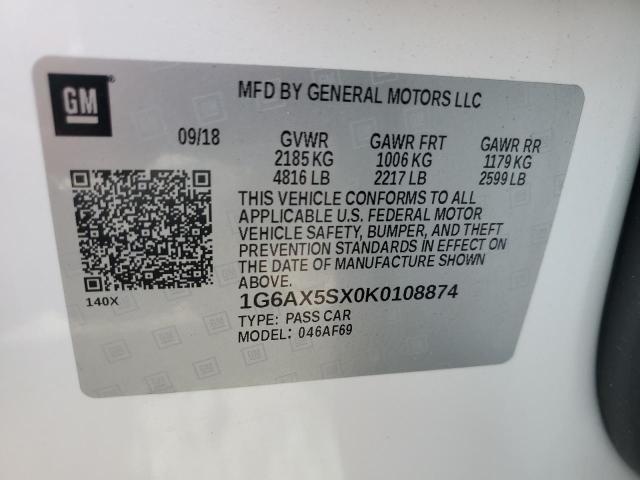 GM
MFD BY GENERAL MOTORS LLC
09/18 GVWR GAWR FRT GAWR RR
2185 KG 1006 KG 1179 KG
4816 LB 2217 LB 2599 LB
THIS VEHICLE CONFORMS TO ALL
APPLICABLE U.S. FEDERAL MOTOR
VEHICLE SAFETY, BUMPER, AND THEFT
PREVENTION STANDARDS IN EFFECT ON
THE DATE OF MANUFACTURE SHOWN
ABOVE.
140X
1G6AX5SX0K0108874
TYPE: PASS CAR
MODEL: 046AF69